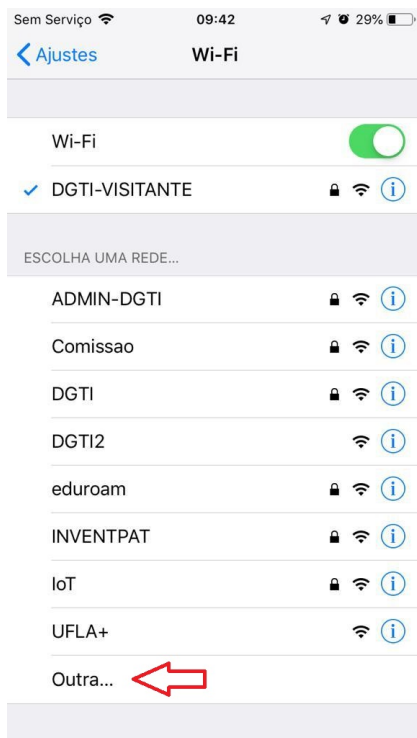 Sem Serviço 09:42 29%
Ajustes Wi-Fi
Wi-Fi
DGTI-VISITANTE
ESCOLHA UMA REDE...
ADMIN-DGTI
Comissao
DGTI
DGTI2
eduroam
INVENTPAT
IoT
UFLA+
Outra...